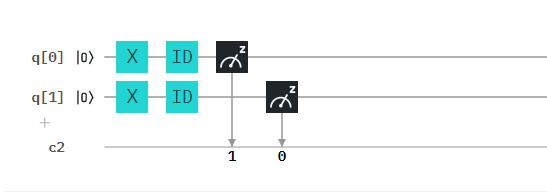 q[0] |0⟩ X ID z
q[1] |0⟩ X ID z
+
c2
1 0